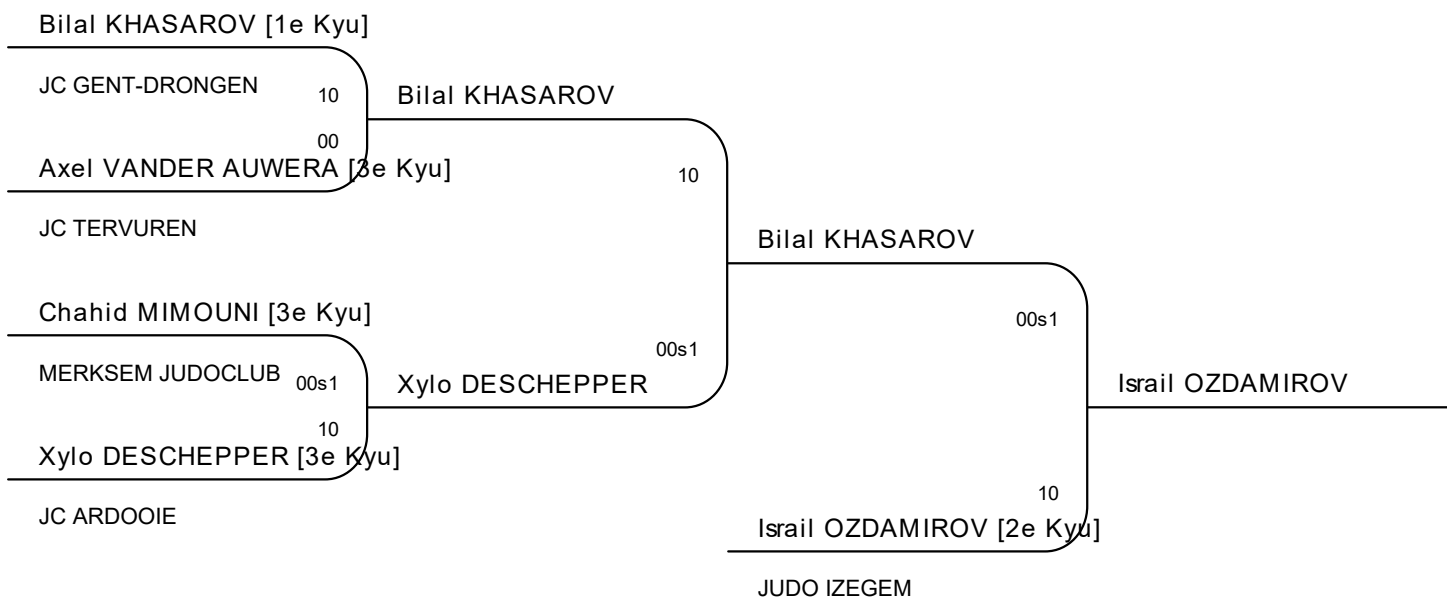 Bilal KHASAROV [1e Kyu]
JC GENT-DRONGEN
10
Bilal KHASAROV
00
Axel VANDER AUWERA [3e Kyu]
10
JC TERVUREN
Bilal KHASAROV
Chahid MIMOUNI [3e Kyu]
00s1
00s1
MERKSEM JUDOCLUB
00s1
Xylo DESCHEPPER
Israil OZDAMIROV
10
Xylo DESCHEPPER [3e Kyu]
10
JC ARDOOIE
Israil OZDAMIROV [2e Kyu]
JUDO IZEGEM